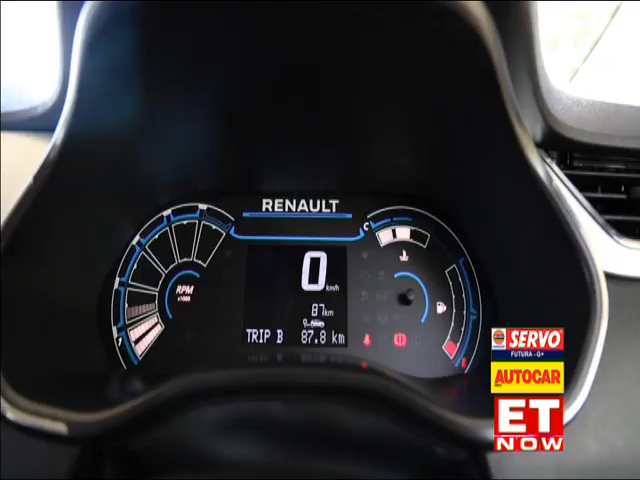 RENAULT
C
RPM
x1000
0 km/h
87 km
TRIP B 87.8 km
SERVO
FUTURA - G+
AUTOCAR
ET
NOW